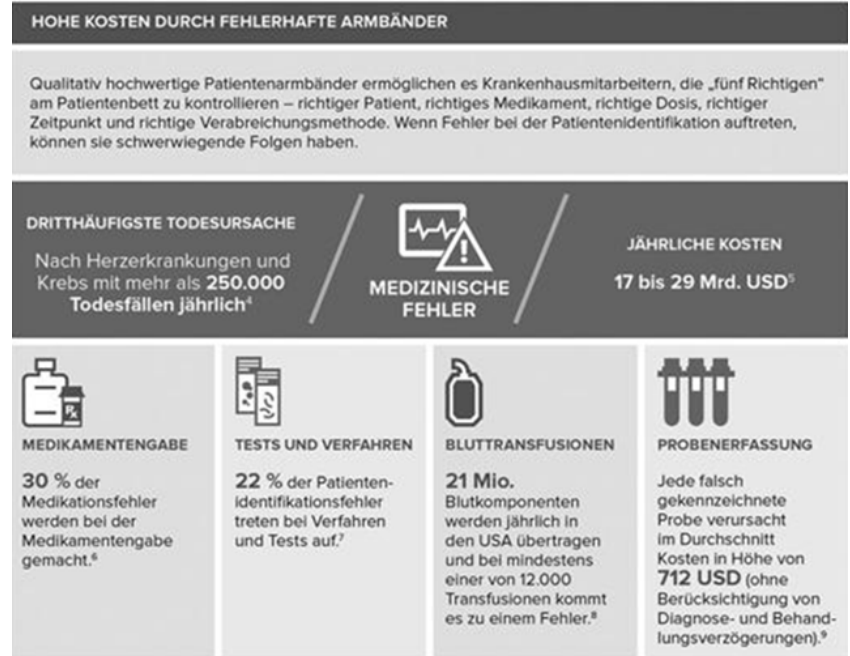 HOHE KOSTEN DURCH FEHLERHAFTE ARMBÄNDER
Qualitativ hochwertige Patientenarmbänder ermöglichen es Krankenhausmitarbeitern, die „fünf Richtigen“
am Patientenbett zu kontrollieren – richtiger Patient, richtiges Medikament, richtige Dosis, richtiger
Zeitpunkt und richtige Verabreichungsmethode. Wenn Fehler bei der Patientenidentifikation auftreten,
können sie schwerwiegende Folgen haben.
DRITTHÄUFIGSTE TODESURSACHE
Nach Herzerkrankungen und
Krebs mit mehr als 250.000
Todesfällen jährlich⁴
MEDIZINISCHE
FEHLER
JÄHRLICHE KOSTEN
17 bis 29 Mrd. USD⁵
Rx
MEDIKAMENTENGABE
30 % der
Medikationsfehler
werden bei der
Medikamentengabe
gemacht.⁶
TESTS UND VERFAHREN
22 % der Patienten-
identifikationsfehler
treten bei Verfahren
und Tests auf.⁷
BLUTTRANSFUSIONEN
21 Mio.
Blutkomponenten
werden jährlich in
den USA übertragen
und bei mindestens
einer von 12.000
Transfusionen kommt
es zu einem Fehler.⁸
PROBENERFASSUNG
Jede falsch
gekennzeichnete
Probe verursacht
im Durchschnitt
Kosten in Höhe von
712 USD (ohne
Berücksichtigung von
Diagnose- und Behand-
lungsverzögerungen).⁹